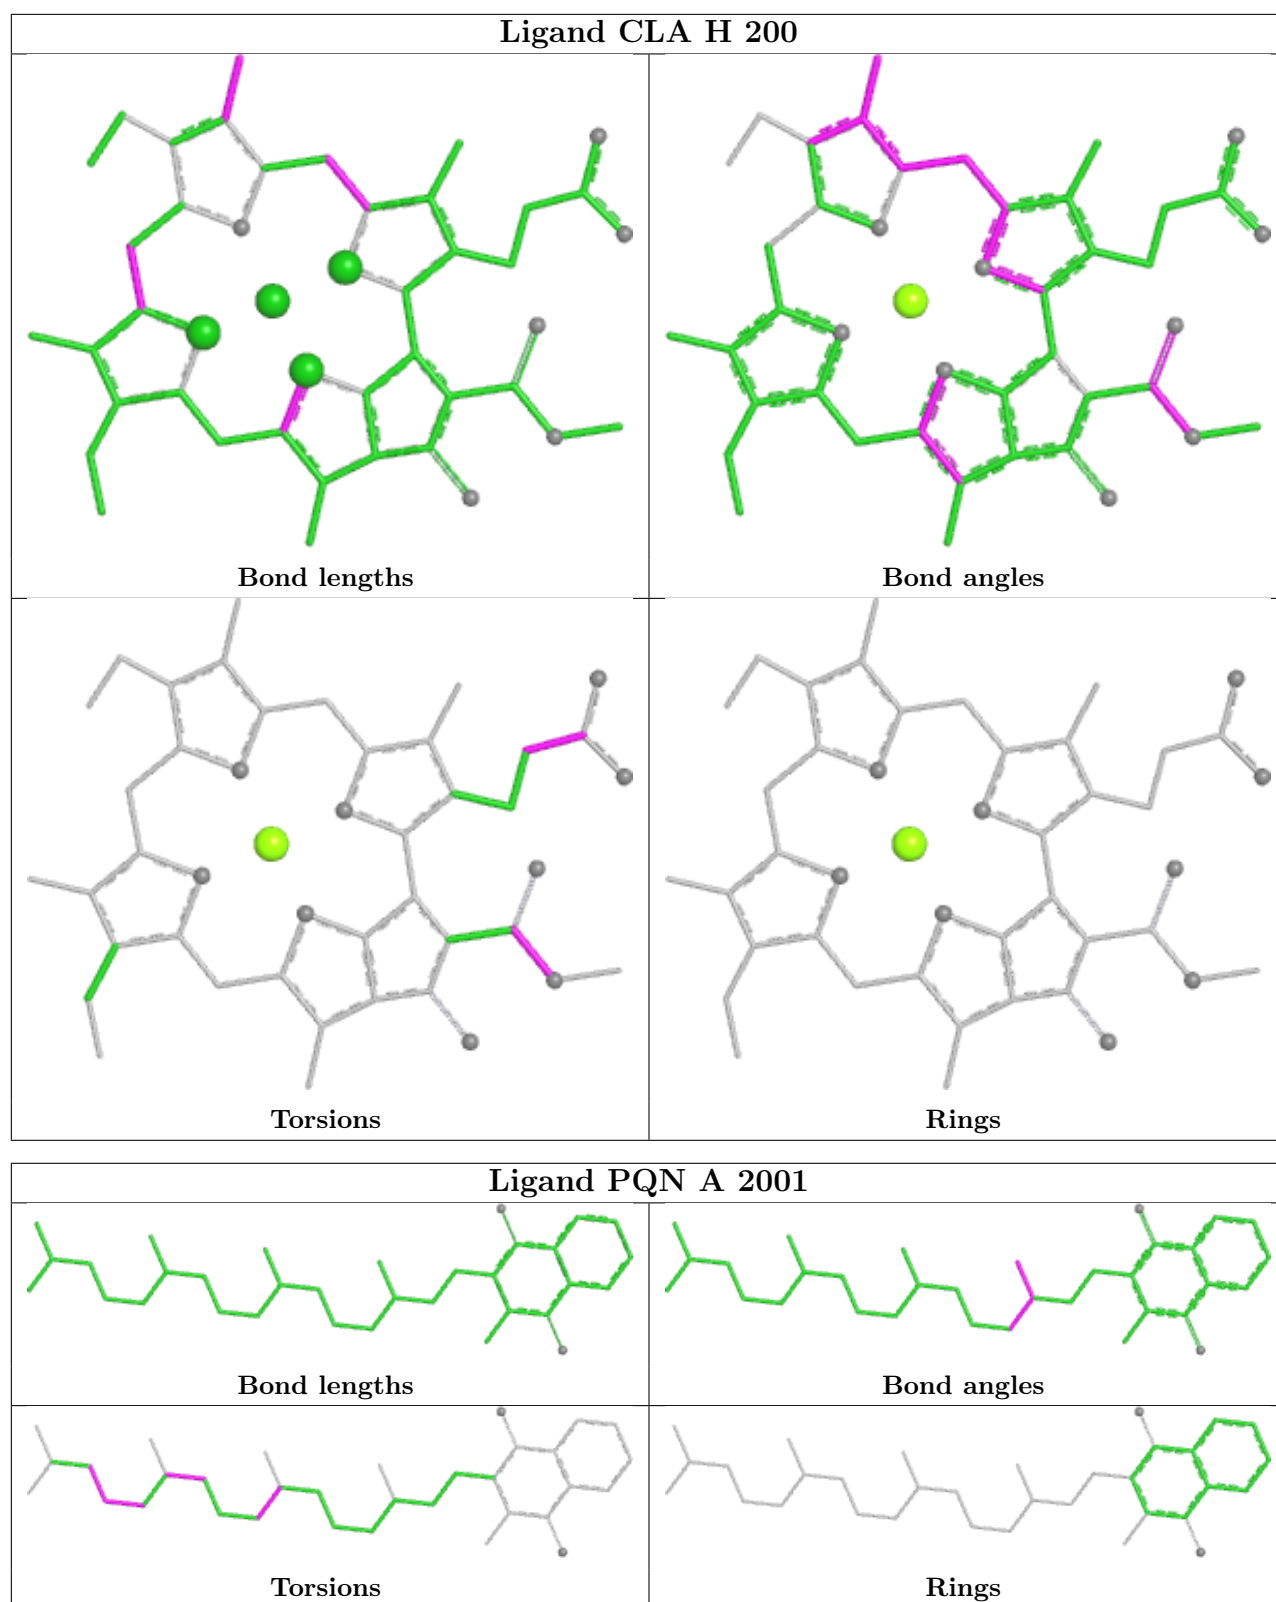 Ligand CLA H 200
Bond lengths
Bond angles
Torsions
Rings
Ligand PQN A 2001
Bond lengths
Bond angles
Torsions
Rings